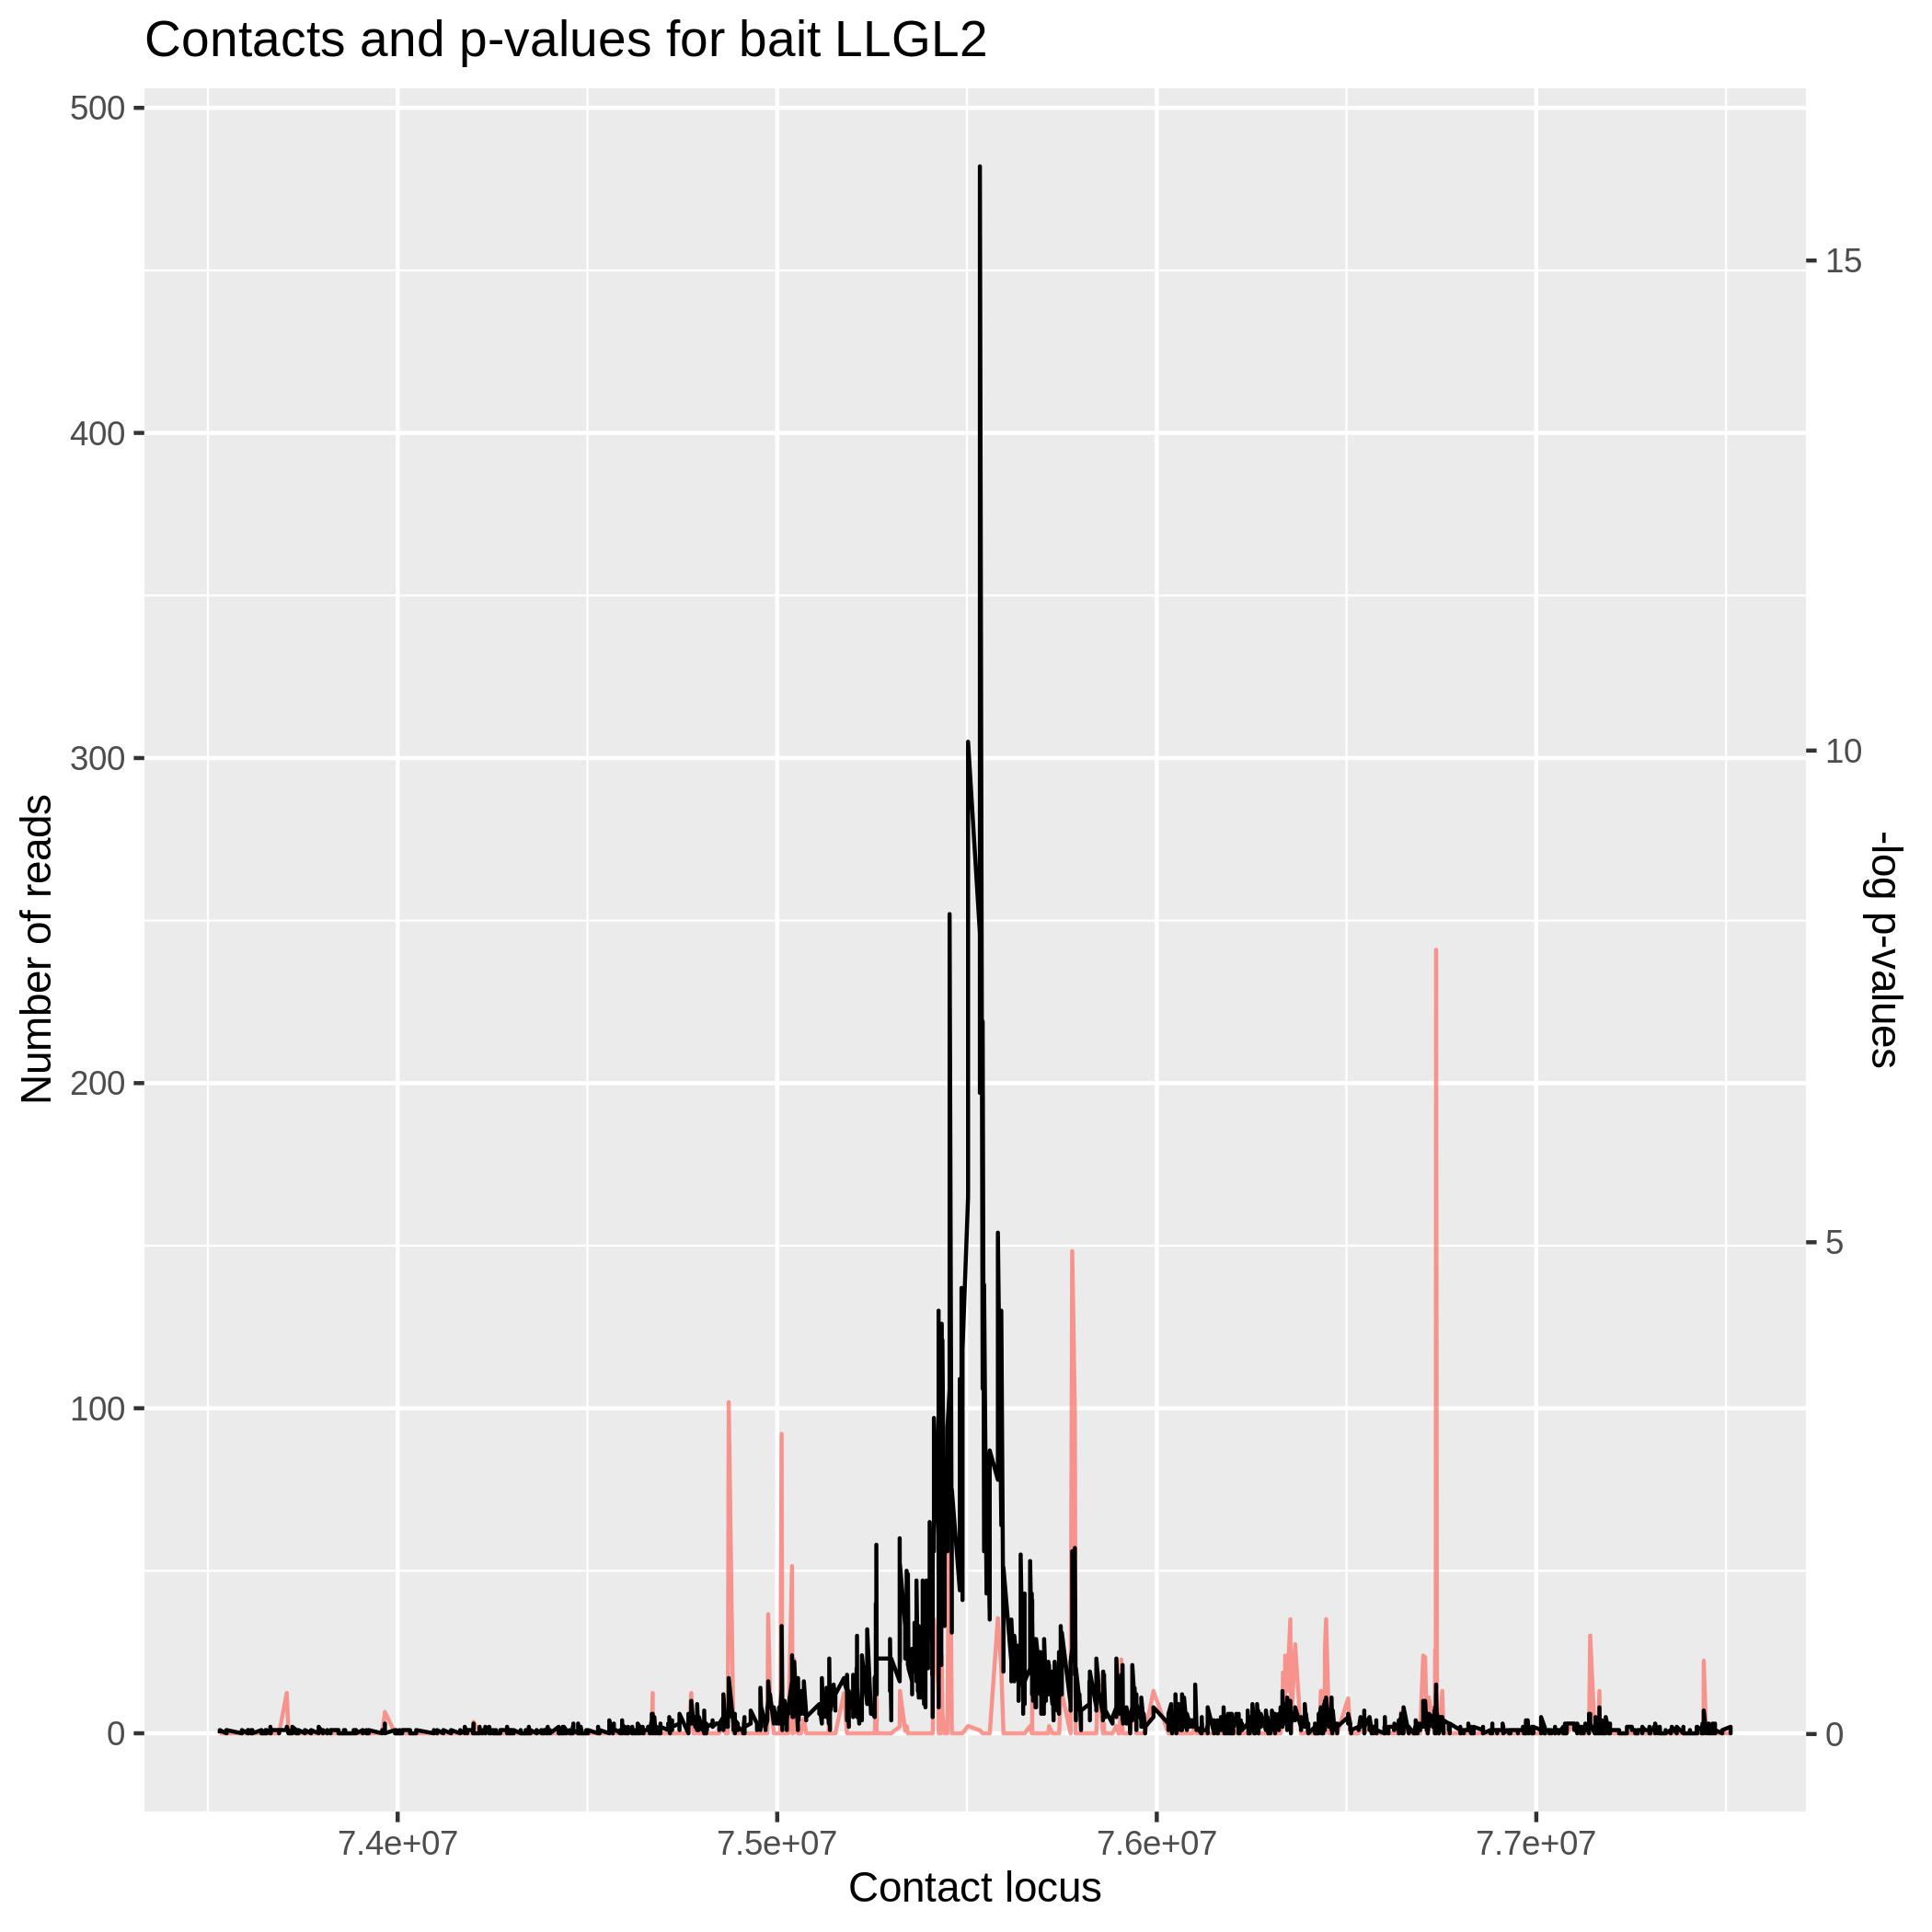 Contacts and p-values for bait LLGL2
500
400
300
200
100
0
Number of reads
15
10
5
0
-log p-values
7.4e+07
7.5e+07
7.6e+07
7.7e+07
Contact locus